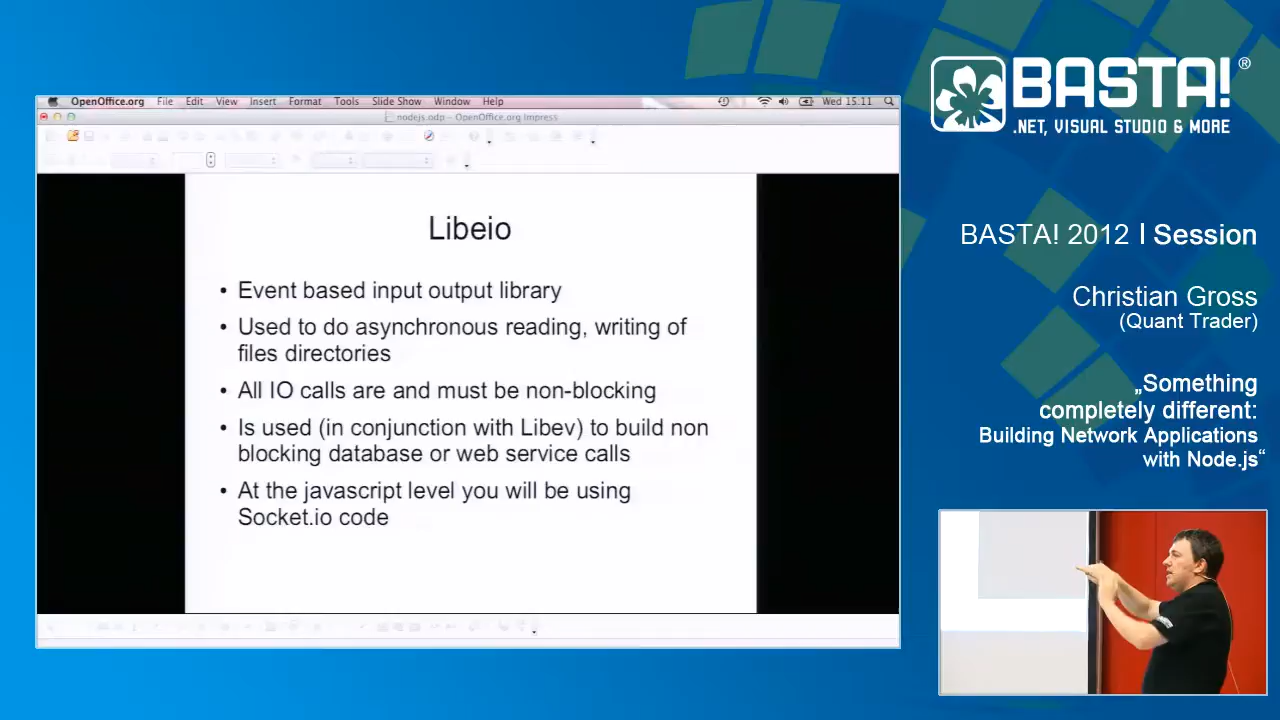 OpenOffice.org File Edit View Insert Format Tools Slide Show Window Help Wed 15:11
nodejs.odp – OpenOffice.org Impress
Libeio
• Event based input output library
• Used to do asynchronous reading, writing of
files directories
• All IO calls are and must be non-blocking
• Is used (in conjunction with Libev) to build non
blocking database or web service calls
• At the javascript level you will be using
Socket.io code
BASTA!®
.NET, VISUAL STUDIO & MORE
BASTA! 2012 | Session
Christian Gross
(Quant Trader)
„Something
completely different:
Building Network Applications
with Node.js“